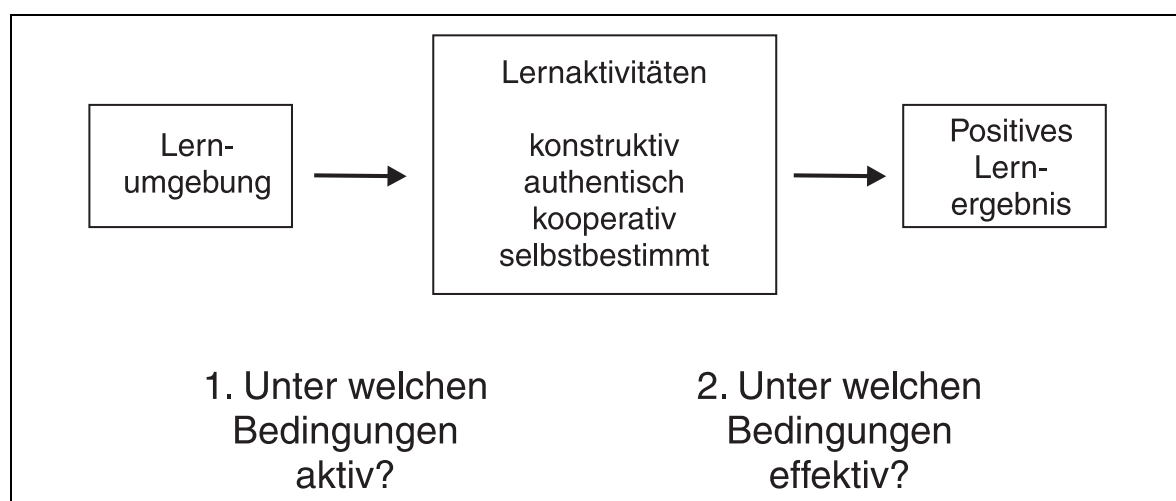 Lern-
umgebung
Lernaktivitäten
konstruktiv
authentisch
kooperativ
selbstbestimmt
Positives
Lern-
ergebnis
1. Unter welchen
Bedingungen
aktiv?
2. Unter welchen
Bedingungen
effektiv?